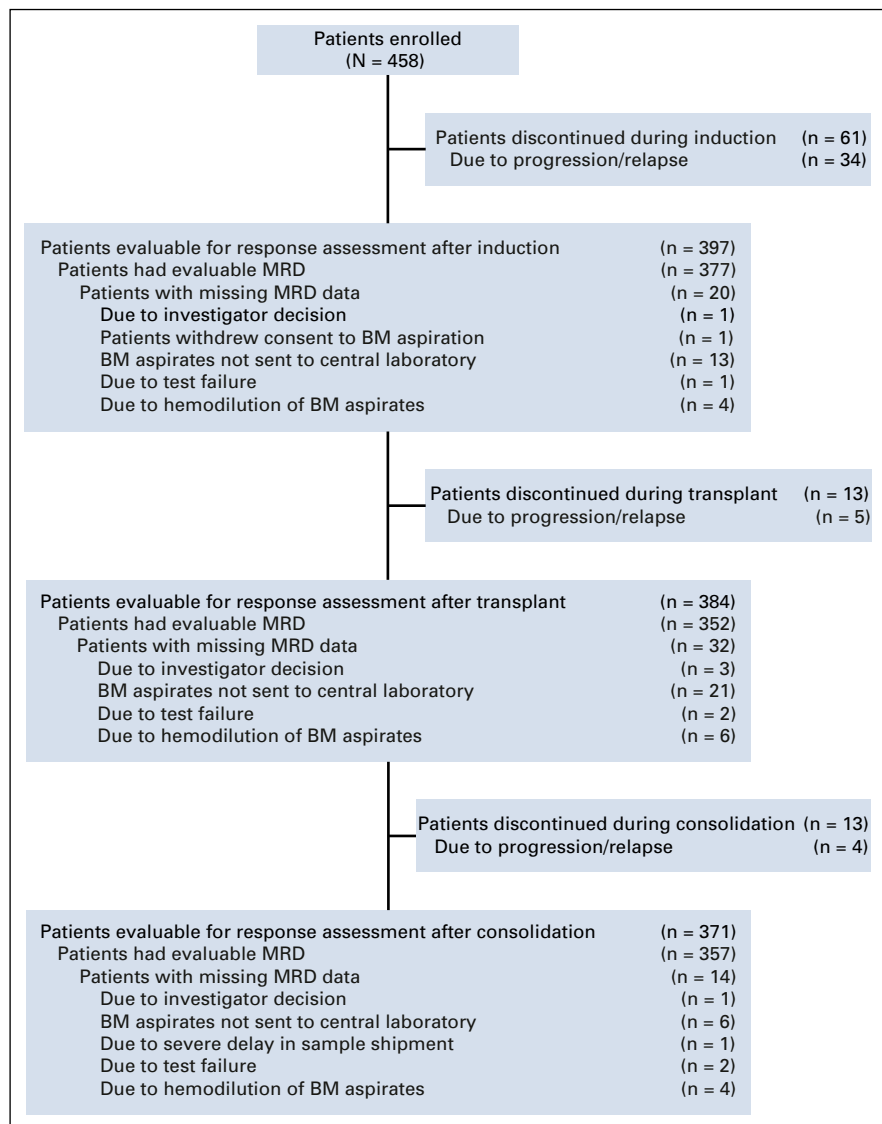 Patients enrolled
(N = 458)
Patients discontinued during induction (n = 61)
Due to progression/relapse (n = 34)
Patients evaluable for response assessment after induction (n = 397)
Patients had evaluable MRD (n = 377)
Patients with missing MRD data (n = 20)
Due to investigator decision (n = 1)
Patients withdrew consent to BM aspiration (n = 1)
BM aspirates not sent to central laboratory (n = 13)
Due to test failure (n = 1)
Due to hemodilution of BM aspirates (n = 4)
Patients discontinued during transplant (n = 13)
Due to progression/relapse (n = 5)
Patients evaluable for response assessment after transplant (n = 384)
Patients had evaluable MRD (n = 352)
Patients with missing MRD data (n = 32)
Due to investigator decision (n = 3)
BM aspirates not sent to central laboratory (n = 21)
Due to test failure (n = 2)
Due to hemodilution of BM aspirates (n = 6)
Patients discontinued during consolidation (n = 13)
Due to progression/relapse (n = 4)
Patients evaluable for response assessment after consolidation (n = 371)
Patients had evaluable MRD (n = 357)
Patients with missing MRD data (n = 14)
Due to investigator decision (n = 1)
BM aspirates not sent to central laboratory (n = 6)
Due to severe delay in sample shipment (n = 1)
Due to test failure (n = 2)
Due to hemodilution of BM aspirates (n = 4)